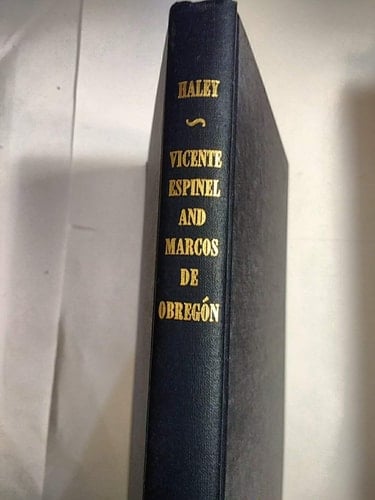 HALEY
VICENTE
ESPINEL
AND
MARCOS
DE
OBREGÓN